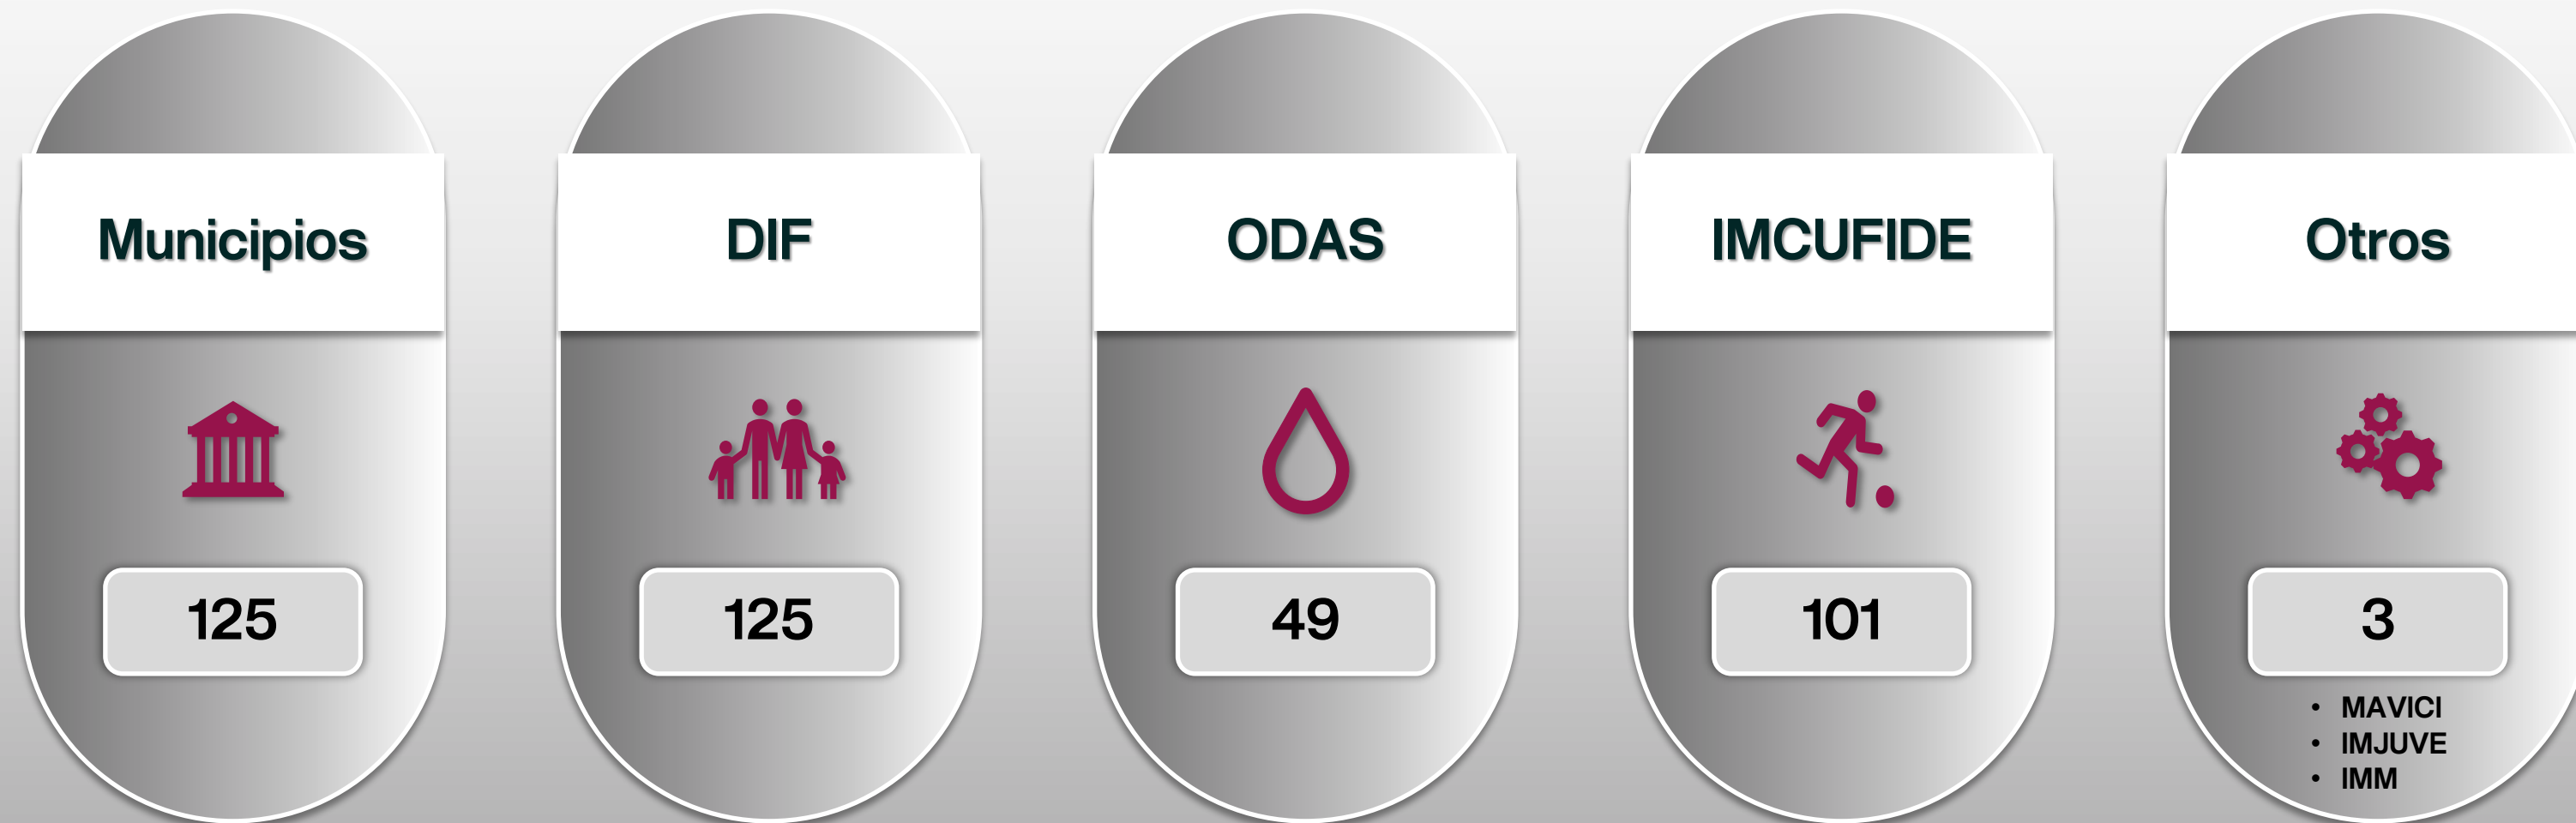 Municipios
125
DIF
125
ODAS
49
IMCUFIDE
101
Otros
3
• MAVICI
• IMJUVE
• IMM